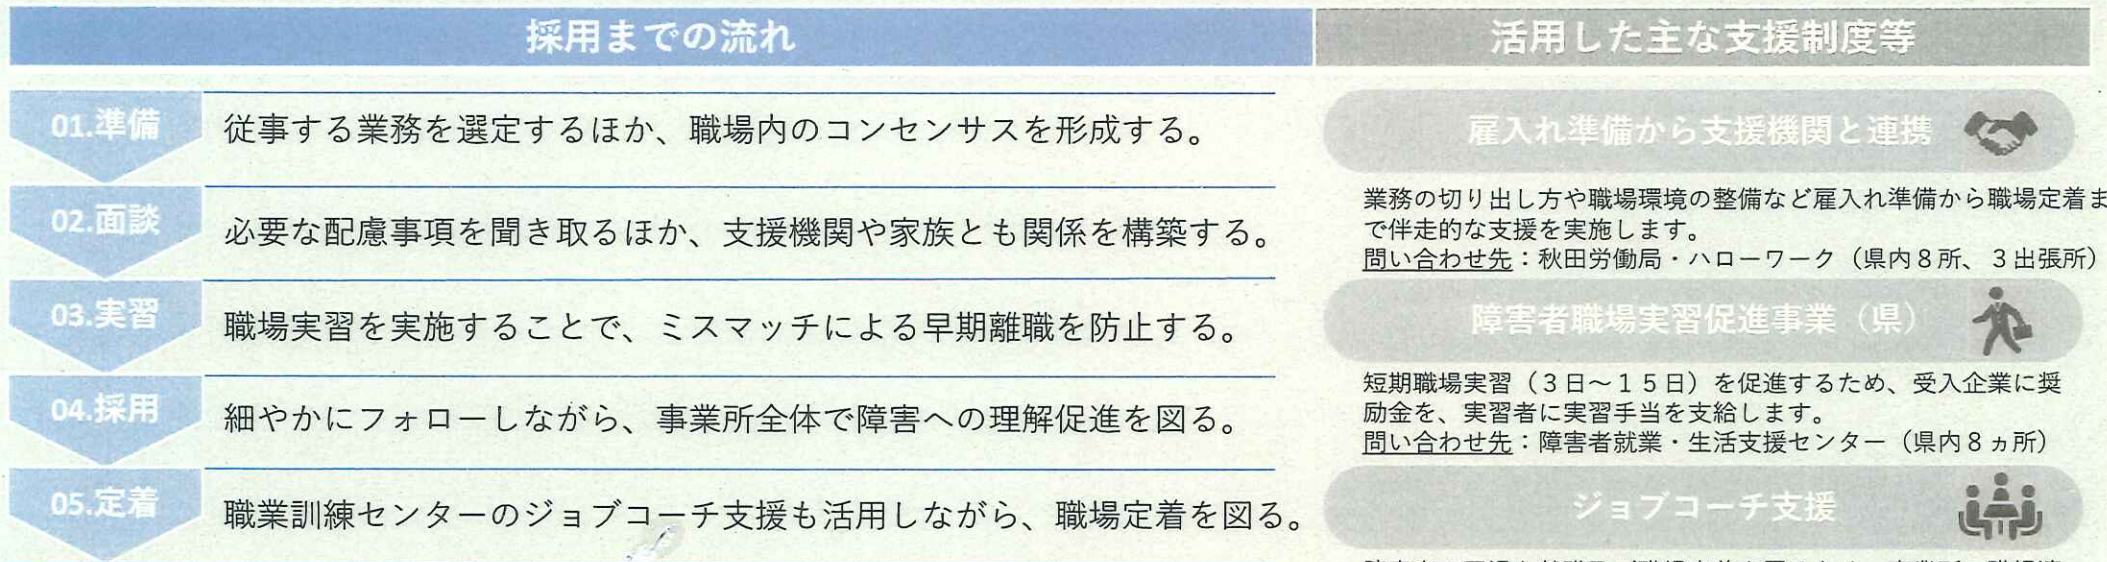 採用までの流れ
01.準備
従事する業務を選定するほか、職場内のコンセンサスを形成する。
02.面談
必要な配慮事項を聞き取るほか、支援機関や家族とも関係を構築する。
03.実習
職場実習を実施することで、ミスマッチによる早期離職を防止する。
04.採用
細やかにフォローしながら、事業所全体で障害への理解促進を図る。
05.定着
職業訓練センターのジョブコーチ支援も活用しながら、職場定着を図る。
活用した主な支援制度等
雇入れ準備から支援機関と連携
業務の切り出し方や職場環境の整備など雇入れ準備から職場定着ま
で伴走的な支援を実施します。
問い合わせ先：秋田労働局・ハローワーク（県内８所、３出張所）
障害者職場実習促進事業（県）
短期職場実習（３日～１５日）を促進するため、受入企業に奨
励金を、実習者に実習手当を支給します。
問い合わせ先：障害者就業・生活支援センター（県内８ヵ所）
ジョブコーチ支援